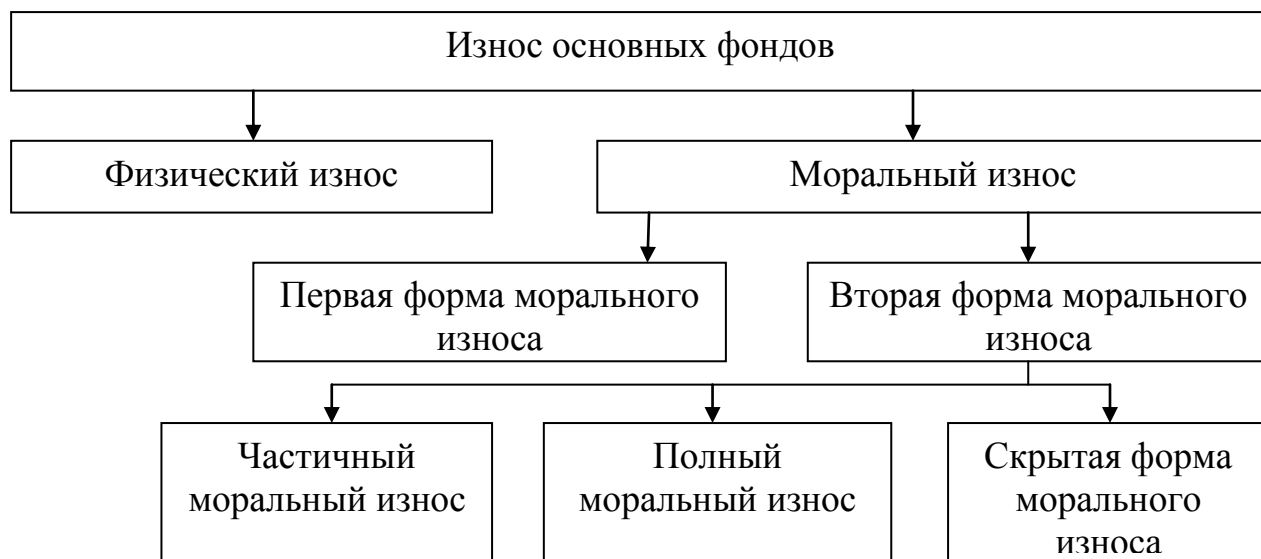 Износ основных фондов
Физический износ
Моральный износ
Первая форма морального
износа
Вторая форма морального
износа
Частичный
моральный износ
Полный
моральный износ
Скрытая форма
морального
износа